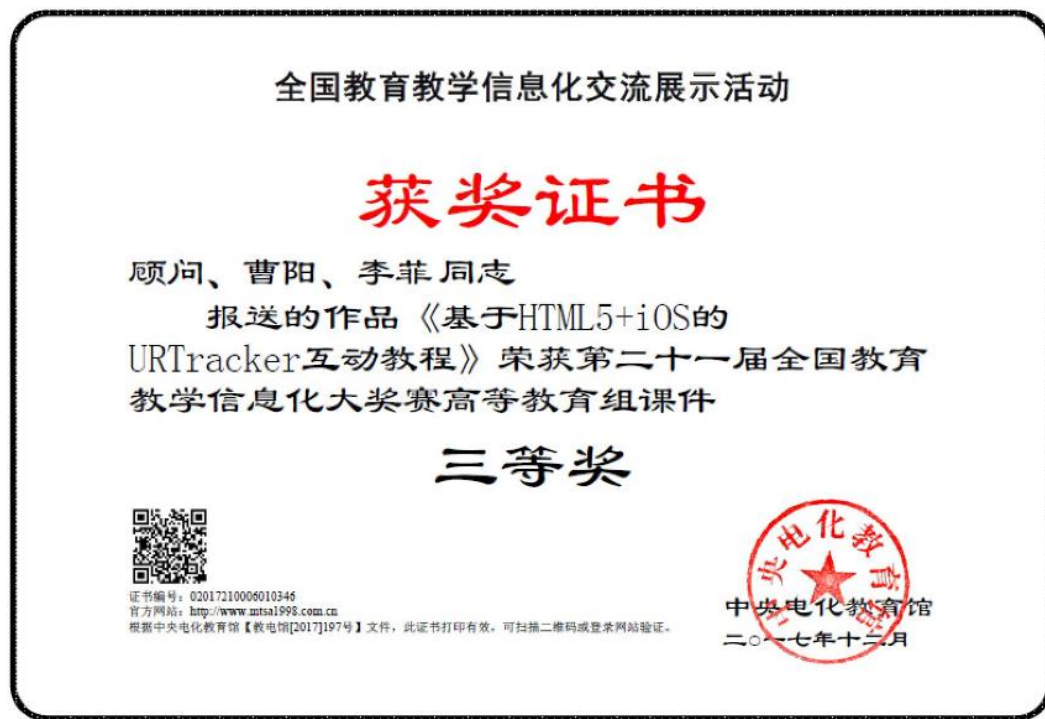 全国教育教学信息化交流展示活动
获奖证书
顾问、曹阳、李菲同志
报送的作品《基于HTML5+iOS的
URTracker互动教程》荣获第二十一届全国教育
教学信息化大奖赛高等教育组课件
三等奖
证书编号：02017210006010346
官方网站：http://www.mtsa1998.com.cn
根据中央电化教育馆【教电馆[2017]197号】文件，此证书打印有效，可扫描二维码或登录网站验证。
中央电化教育馆
中央电化教育馆
二○一七年十二月